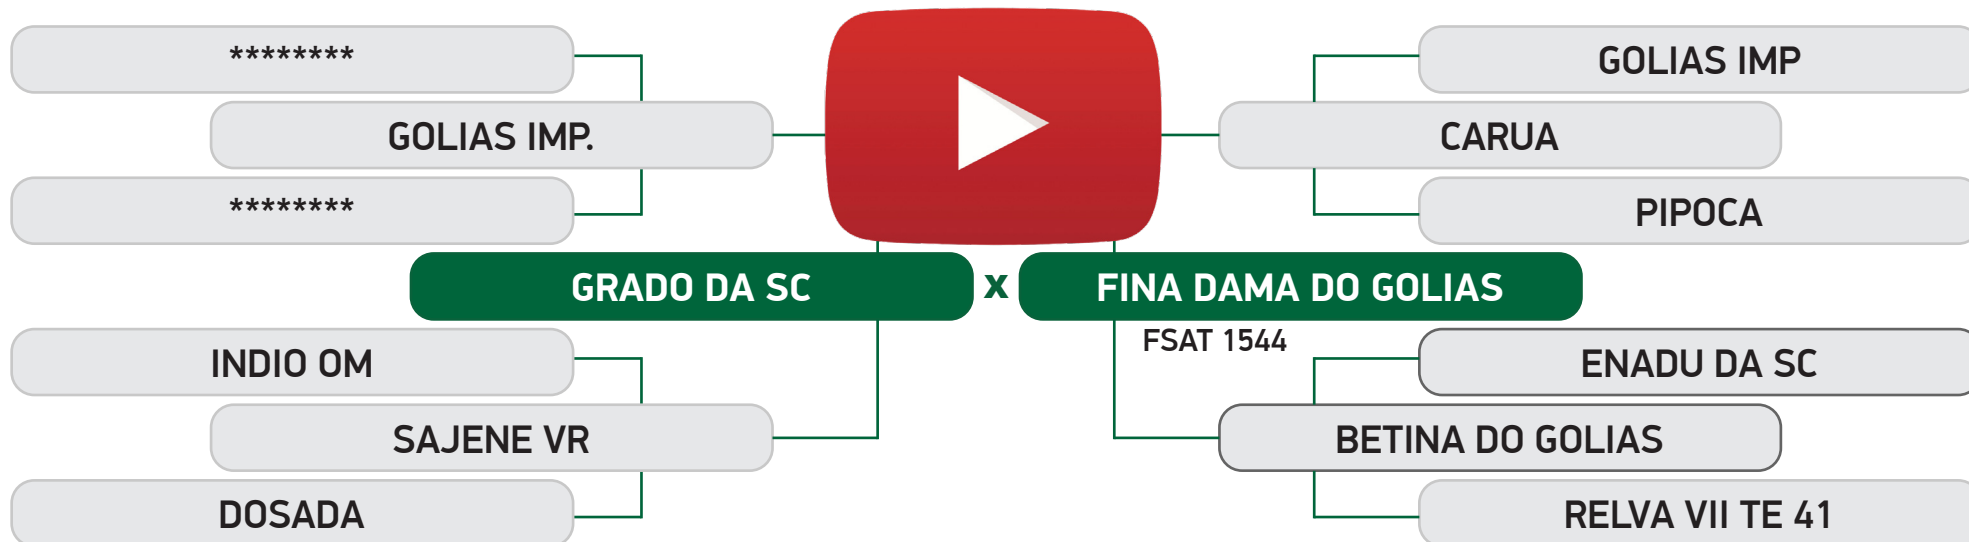 ********
GOLIAS IMP
GOLIAS IMP.
CARUA
********
PIPOCA
GRADO DA SC
x
FINA DAMA DO GOLIAS
FSAT 1544
INDIO OM
ENADU DA SC
SAJENE VR
BETINA DO GOLIAS
DOSADA
RELVA VII TE 41